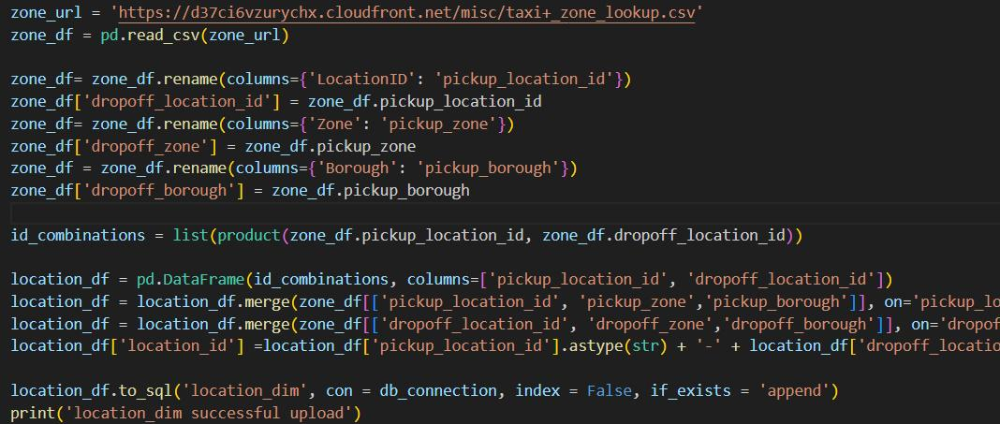 zone_url = 'https://d37ci6vzurychx.cloudfront.net/misc/taxi+_zone_lookup.csv'
zone_df = pd.read_csv(zone_url)
zone_df= zone_df.rename(columns={'LocationID': 'pickup_location_id'})
zone_df['dropoff_location_id'] = zone_df.pickup_location_id
zone_df= zone_df.rename(columns={'Zone': 'pickup_zone'})
zone_df['dropoff_zone'] = zone_df.pickup_zone
zone_df = zone_df.rename(columns={'Borough': 'pickup_borough'})
zone_df['dropoff_borough'] = zone_df.pickup_borough
id_combinations = list(product(zone_df.pickup_location_id, zone_df.dropoff_location_id))
location_df = pd.DataFrame(id_combinations, columns=['pickup_location_id', 'dropoff_location_id'])
location_df = location_df.merge(zone_df[['pickup_location_id', 'pickup_zone','pickup_borough']], on='pickup_lo
location_df = location_df.merge(zone_df[['dropoff_location_id', 'dropoff_zone','dropoff_borough']], on='dropof
location_df['location_id'] =location_df['pickup_location_id'].astype(str) + '-' + location_df['dropoff_locatio
location_df.to_sql('location_dim', con = db_connection, index = False, if_exists = 'append')
print('location_dim successful upload')